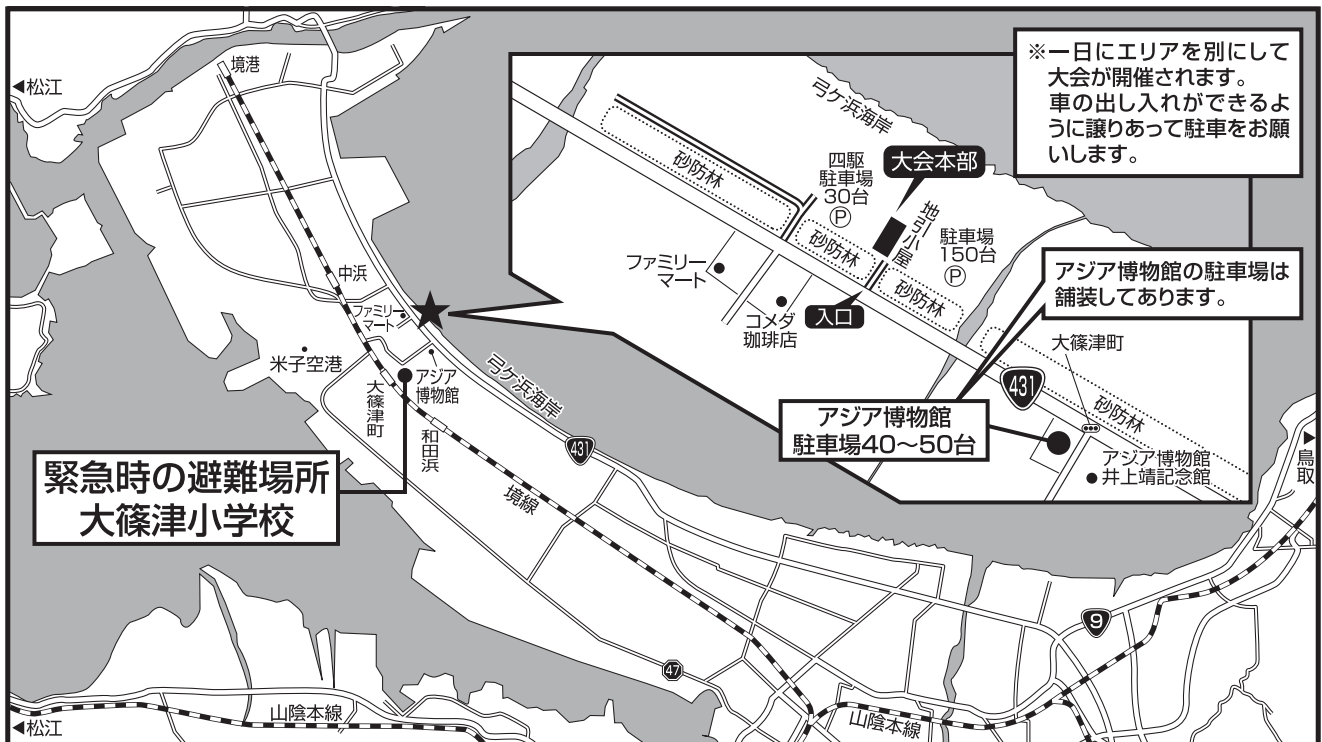 ◀松江
境港
中浜
ファミリー
マート
米子空港
大篠津町
アジア
博物館
和田浜
弓ケ浜海岸
431
境線
緊急時の避難場所
大篠津小学校
47
9
▶鳥取
山陰本線
◀松江
山陰本線
※一日にエリアを別にして
大会が開催されます。
車の出し入れができるよ
うに譲りあって駐車をお願
いします。
弓ケ浜海岸
砂防林
四駆
駐車場
30台
P
大会本部
地引小屋
駐車場
150台
P
砂防林
砂防林
ファミリー
マート
コメダ
珈琲店
入口
アジア博物館の駐車場は
舗装してあります。
大篠津町
431
砂防林
アジア博物館
駐車場40〜50台
アジア博物館
井上靖記念館